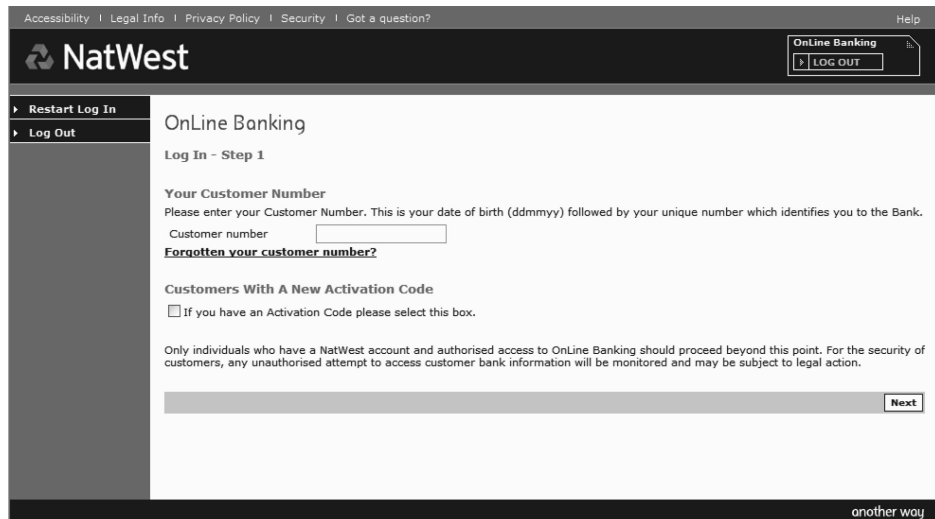 Accessibility | Legal Info | Privacy Policy | Security | Got a question? Help
NatWest
OnLine Banking
LOG OUT
Restart Log In
Log Out
OnLine Banking
Log In - Step 1
Your Customer Number
Please enter your Customer Number. This is your date of birth (ddmmyy) followed by your unique number which identifies you to the Bank.
Customer number
Forgotten your customer number?
Customers With A New Activation Code
If you have an Activation Code please select this box.
Only individuals who have a NatWest account and authorised access to OnLine Banking should proceed beyond this point. For the security of
customers, any unauthorised attempt to access customer bank information will be monitored and may be subject to legal action.
Next
another way